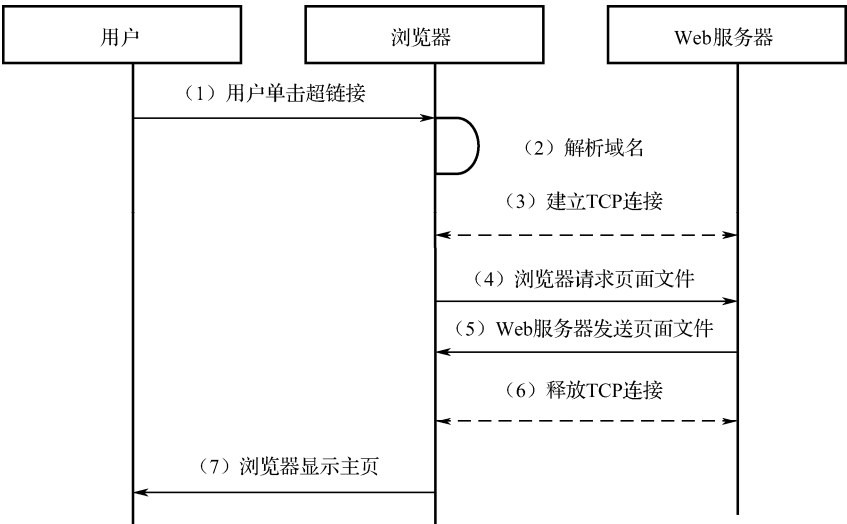 用户
浏览器
Web服务器
（1）用户单击超链接
（2）解析域名
（3）建立TCP连接
（4）浏览器请求页面文件
（5）Web服务器发送页面文件
（6）释放TCP连接
（7）浏览器显示主页